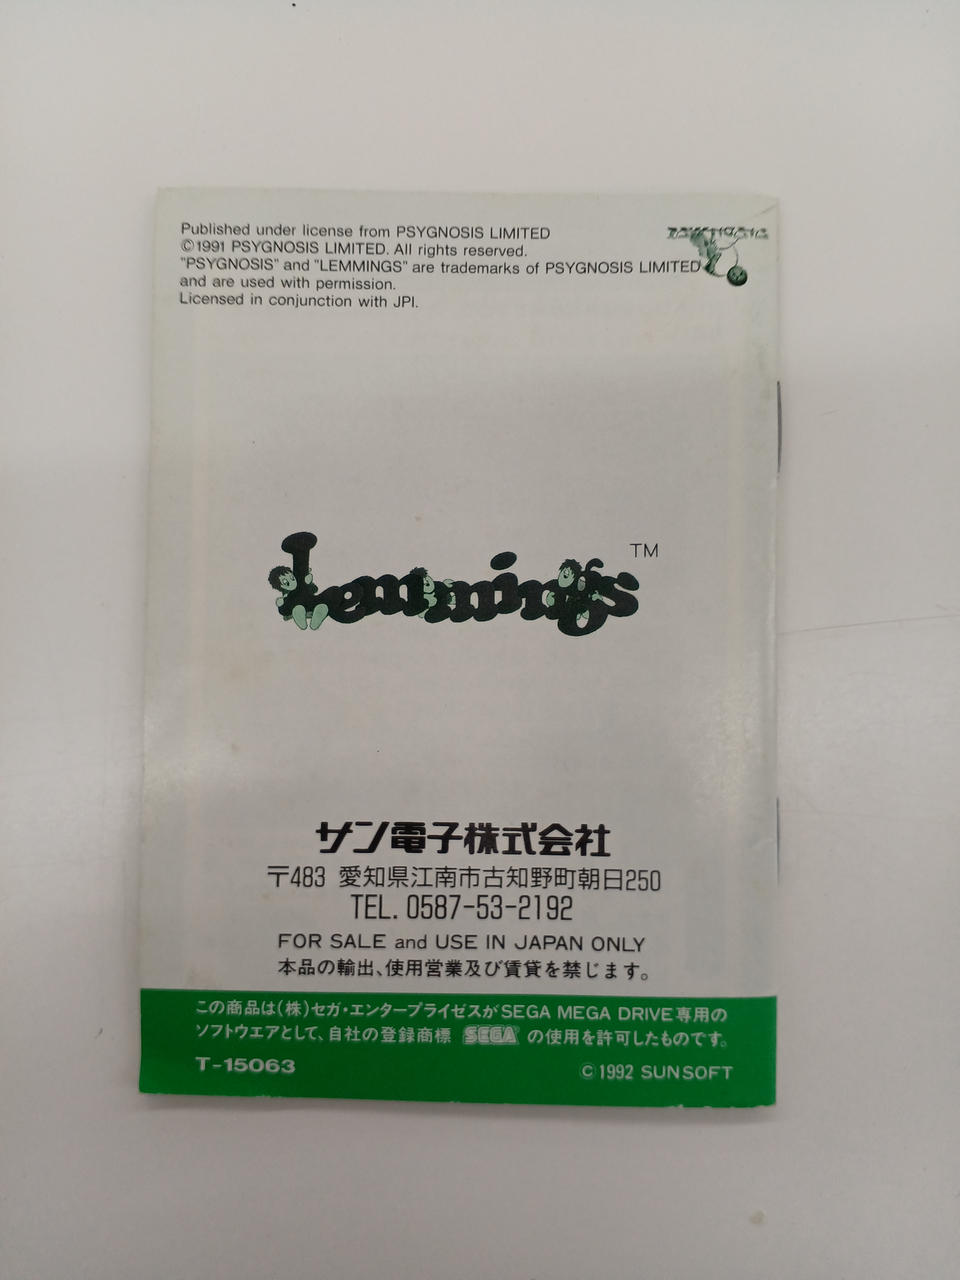 Published under license from PSYGNOSIS LIMITED
©1991 PSYGNOSIS LIMITED. All rights reserved.
"PSYGNOSIS" and "LEMMINGS" are trademarks of PSYGNOSIS LIMITED
and are used with permission.
Licensed in conjunction with JPI.
PSYGNOSIS
Lemmings TM
サン電子株式会社
〒483 愛知県江南市古知野町朝日250
TEL. 0587-53-2192
FOR SALE and USE IN JAPAN ONLY
本品の輸出、使用営業及び賃貸を禁じます。
この商品は(株)セガ・エンタープライゼスがSEGA MEGA DRIVE専用の
ソフトウエアとして、自社の登録商標 SEGA の使用を許可したものです。
T-15063
©1992 SUNSOFT